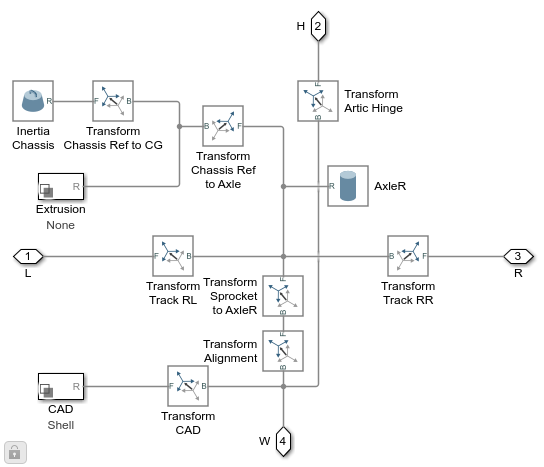 H 2
F
Transform
Artic Hinge
B
R
Inertia
Chassis
F B
Transform
Chassis Ref to CG
B F
Transform
Chassis Ref
to Axle
R
Extrusion
None
R
AxleR
1
L
F B
Transform
Track RL
F
Transform
Sprocket
to AxleR
B
B F
Transform
Track RR
3
R
F
Transform
Alignment
B
R
CAD
Shell
F B
Transform
CAD
W 4